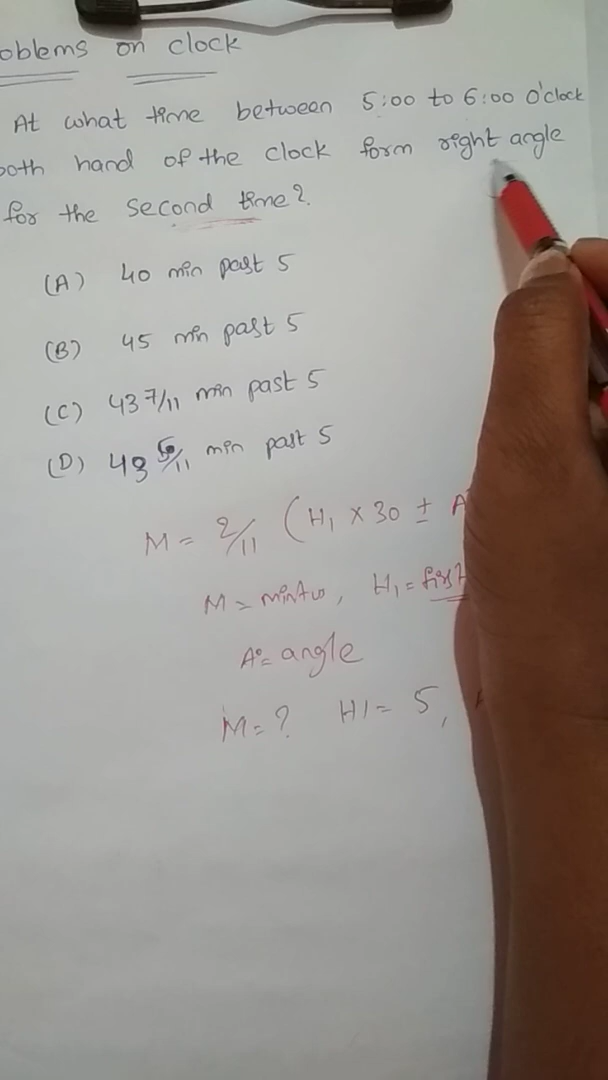 oblems on clock
At what time between 5:00 to 6:00 O'clock
both hand of the clock form right angle
for the second time?
(A) 40 min past 5
(B) 45 min past 5
(C) 43 7/11 min past 5
(D) 43 5/11 min past 5
M = 2/11 (H1 × 30 ± A
M = mintus, H1 = first
A° = angle
M = ? H1 = 5,